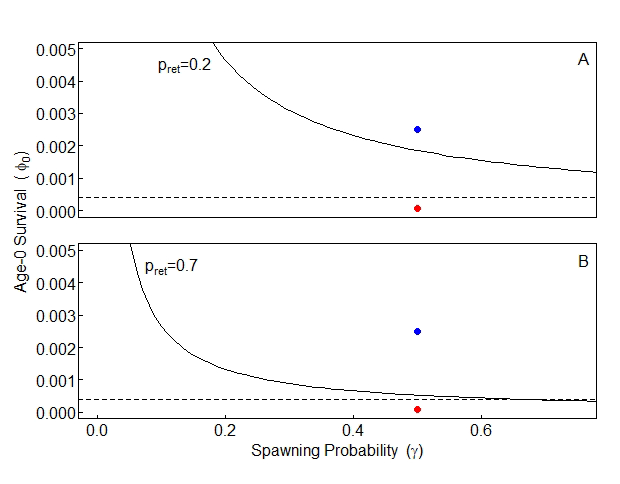 A
p_ret=0.2
0.005
0.004
0.003
0.002
0.001
0.000
B
p_ret=0.7
0.005
0.004
0.003
0.002
0.001
0.000
0.0 0.2 0.4 0.6
Spawning Probability (γ)
Age-0 Survival ( ϕ₀)